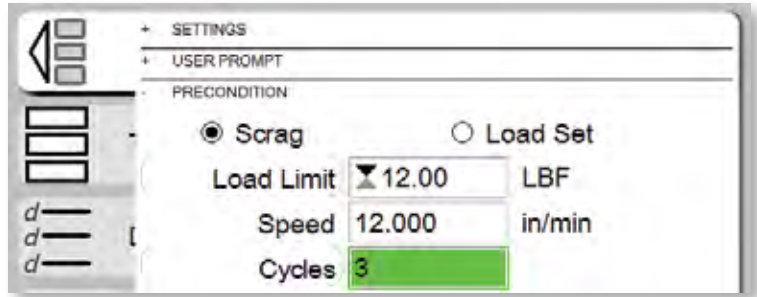 + SETTINGS
+ USER PROMPT
- PRECONDITION
Scrag Load Set
Load Limit 12.00 LBF
Speed 12.000 in/min
d
d
d
Cycles 3